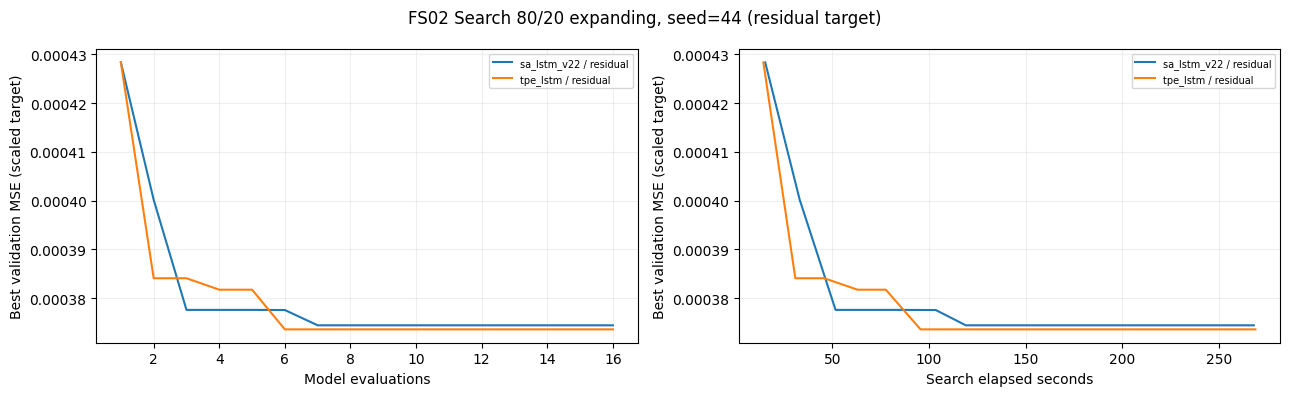 FS02 Search 80/20 expanding, seed=44 (residual target)
Best validation MSE (scaled target)
0.00043
0.00042
0.00041
0.00040
0.00039
0.00038
sa_lstm_v22 / residual
tpe_lstm / residual
2 4 6 8 10 12 14 16
Model evaluations
Best validation MSE (scaled target)
0.00043
0.00042
0.00041
0.00040
0.00039
0.00038
sa_lstm_v22 / residual
tpe_lstm / residual
50 100 150 200 250
Search elapsed seconds